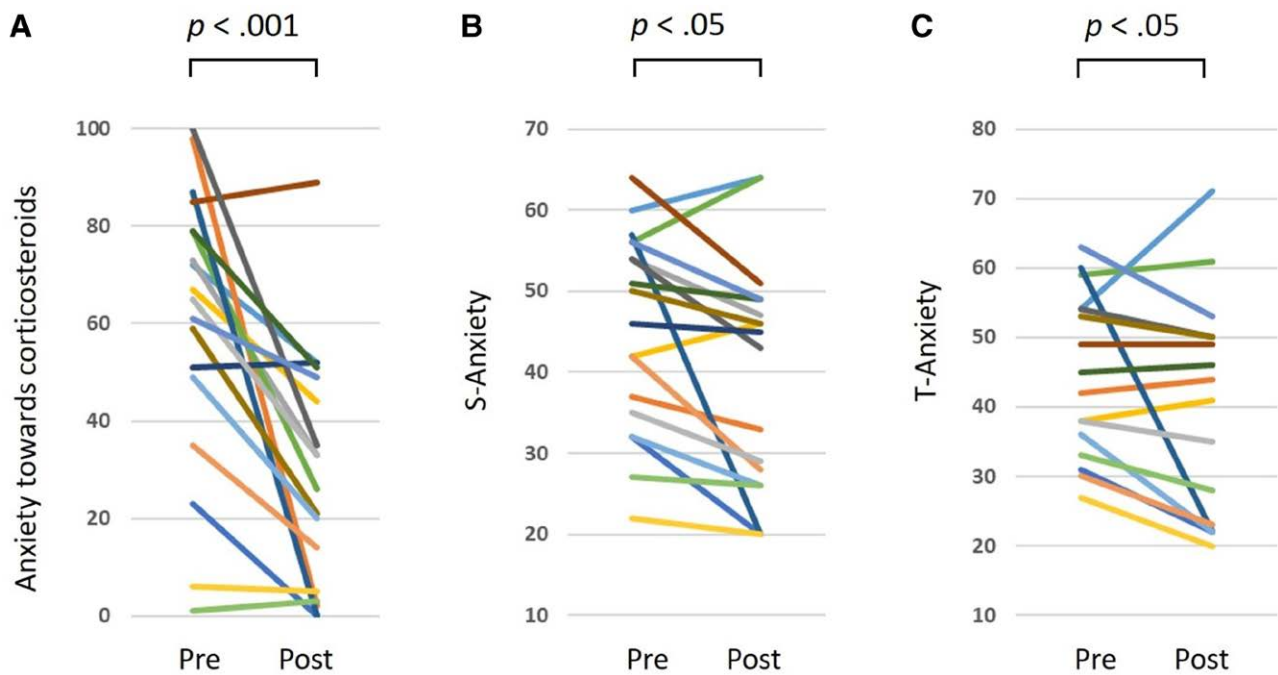 A
p < .001
Anxiety towards corticosteroids
100
80
60
40
20
0
Pre Post
B
p < .05
S-Anxiety
70
60
50
40
30
20
10
Pre Post
C
p < .05
T-Anxiety
80
70
60
50
40
30
20
10
Pre Post